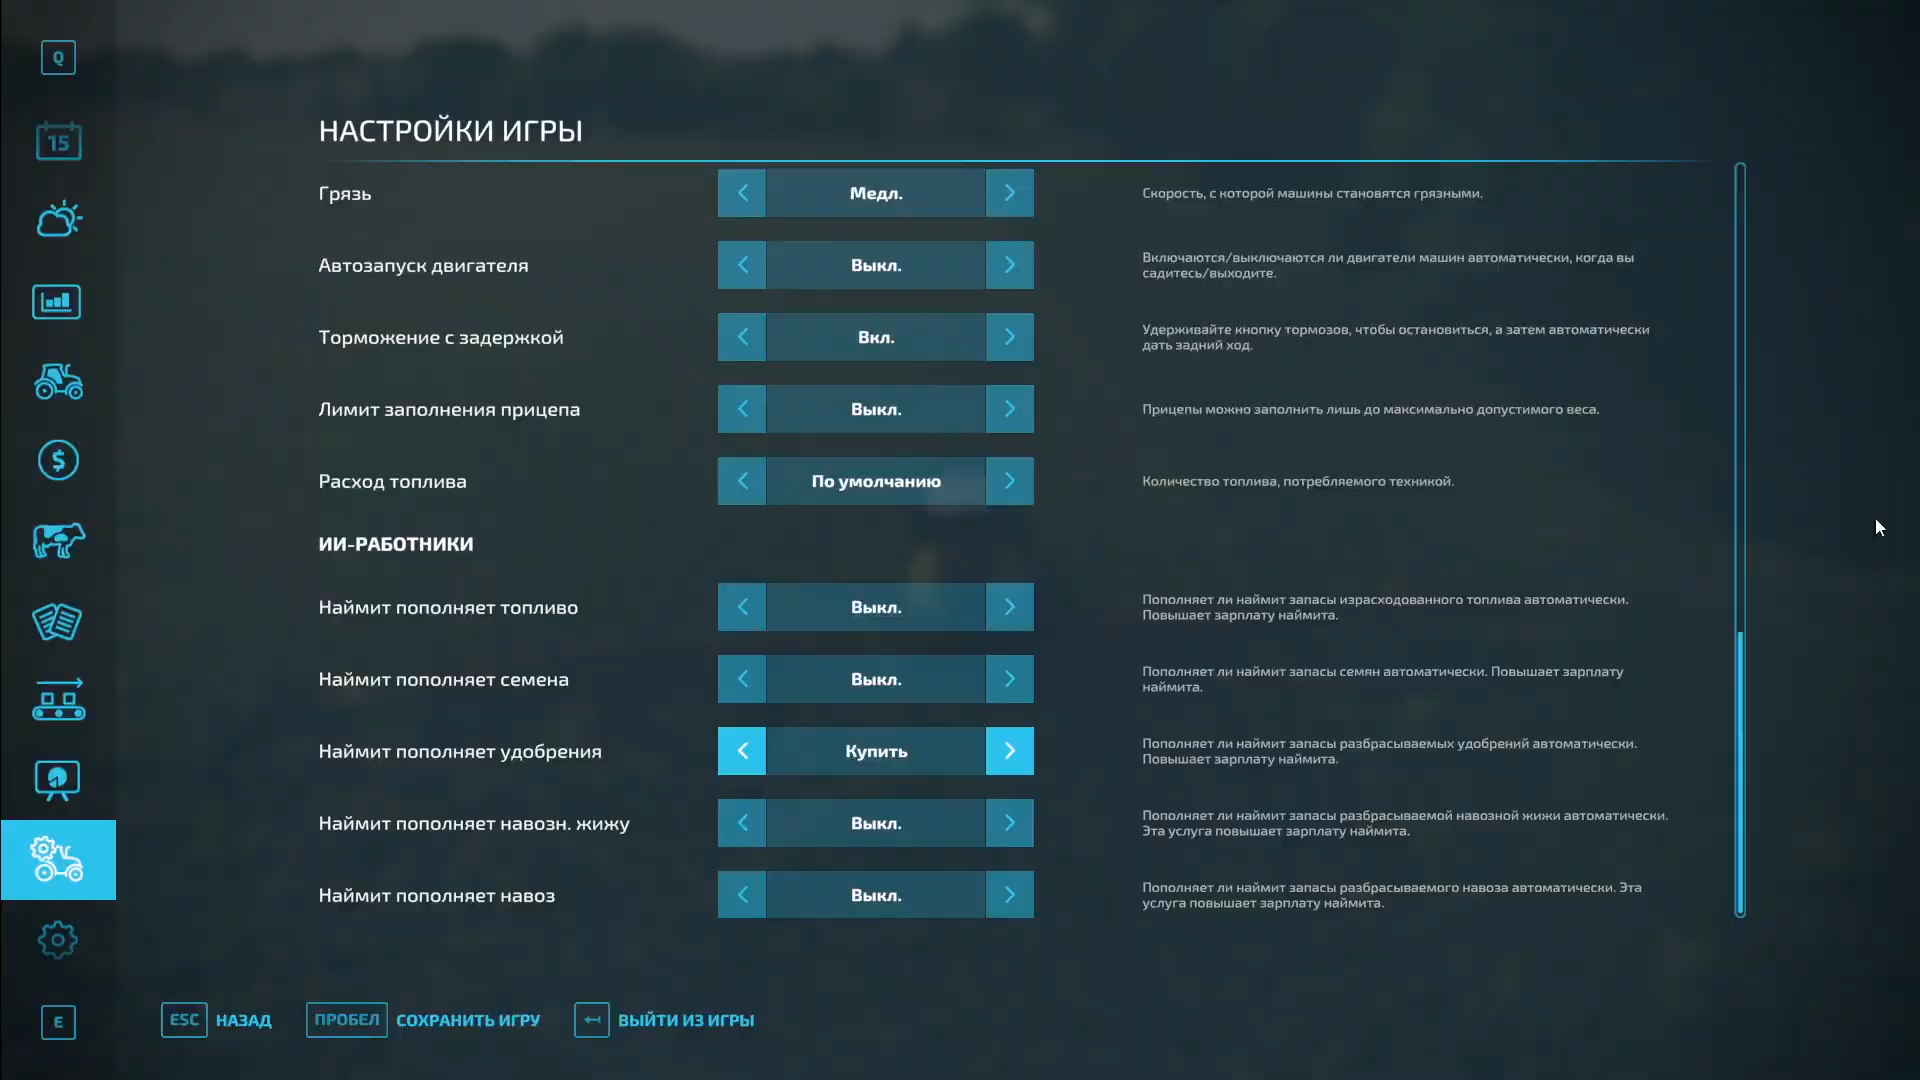 Q
15
НАСТРОЙКИ ИГРЫ
Грязь
Медл.
Скорость, с которой машины становятся грязными.
Автозапуск двигателя
Выкл.
Включаются/выключаются ли двигатели машин автоматически, когда вы
садитесь/выходите.
Торможение с задержкой
Вкл.
Удерживайте кнопку тормозов, чтобы остановиться, а затем автоматически
дать задний ход.
Лимит заполнения прицепа
Выкл.
Прицепы можно заполнить лишь до максимально допустимого веса.
Расход топлива
По умолчанию
Количество топлива, потребляемого техникой.
ИИ-РАБОТНИКИ
Наймит пополняет топливо
Выкл.
Пополняет ли наймит запасы израсходованного топлива автоматически.
Повышает зарплату наймита.
Наймит пополняет семена
Выкл.
Пополняет ли наймит запасы семян автоматически. Повышает зарплату
наймита.
Наймит пополняет удобрения
Купить
Пополняет ли наймит запасы разбрасываемых удобрений автоматически.
Повышает зарплату наймита.
Наймит пополняет навозн. жижу
Выкл.
Пополняет ли наймит запасы разбрасываемой навозной жижи автоматически.
Эта услуга повышает зарплату наймита.
Наймит пополняет навоз
Выкл.
Пополняет ли наймит запасы разбрасываемого навоза автоматически. Эта
услуга повышает зарплату наймита.
E
ESC НАЗАД ПРОБЕЛ СОХРАНИТЬ ИГРУ ВЫЙТИ ИЗ ИГРЫ